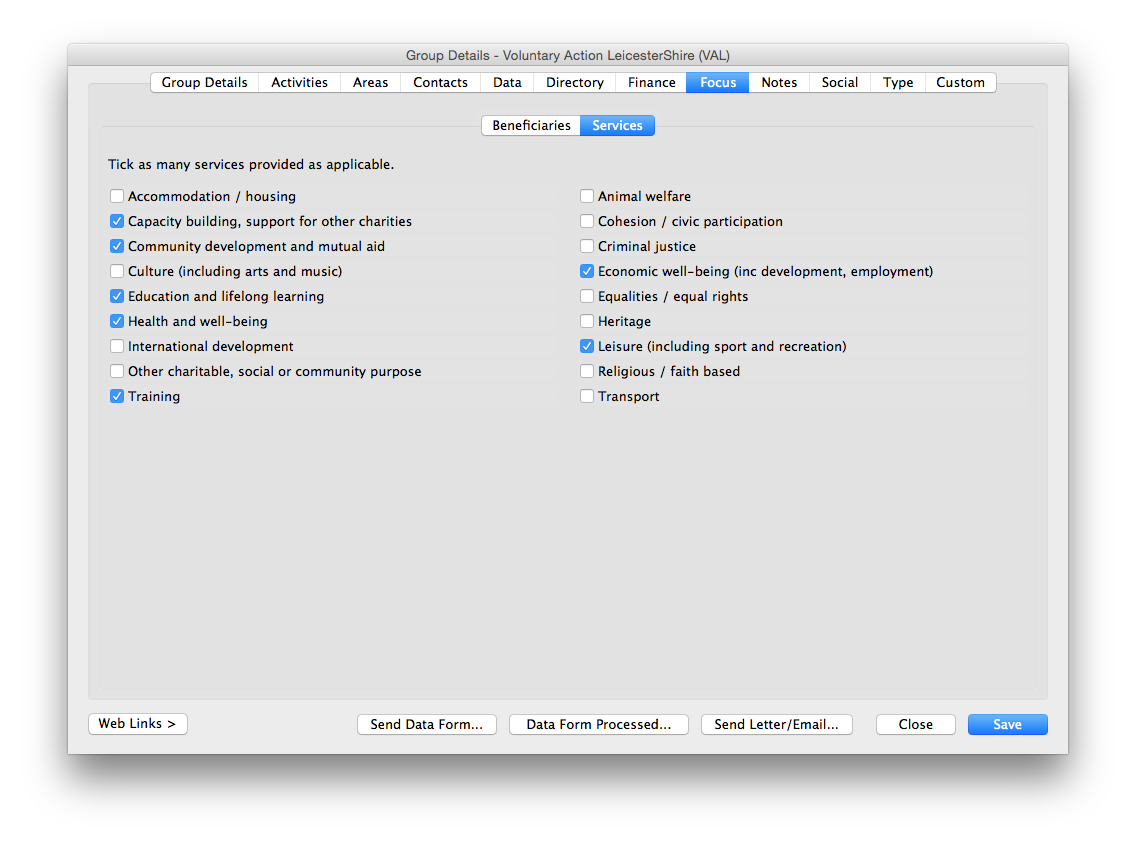 Group Details - Voluntary Action LeicesterShire (VAL)
Group Details Activities Areas Contacts Data Directory Finance Focus Notes Social Type Custom
Beneficiaries Services
Tick as many services provided as applicable.
Accommodation / housing Animal welfare
Capacity building, support for other charities Cohesion / civic participation
Community development and mutual aid Criminal justice
Culture (including arts and music) Economic well-being (inc development, employment)
Education and lifelong learning Equalities / equal rights
Health and well-being Heritage
International development Leisure (including sport and recreation)
Other charitable, social or community purpose Religious / faith based
Training Transport
Web Links > Send Data Form... Data Form Processed... Send Letter/Email... Close Save